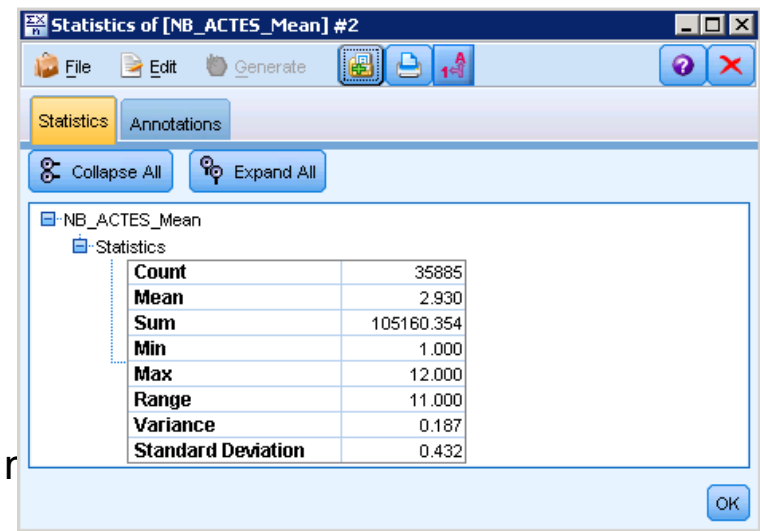 Statistics of [NB_ACTES_Mean] #2
File Edit Generate
Statistics Annotations
Collapse All Expand All
NB_ACTES_Mean
Statistics
Count 35885
Mean 2.930
Sum 105160.354
Min 1.000
Max 12.000
Range 11.000
Variance 0.187
Standard Deviation 0.432
r
OK